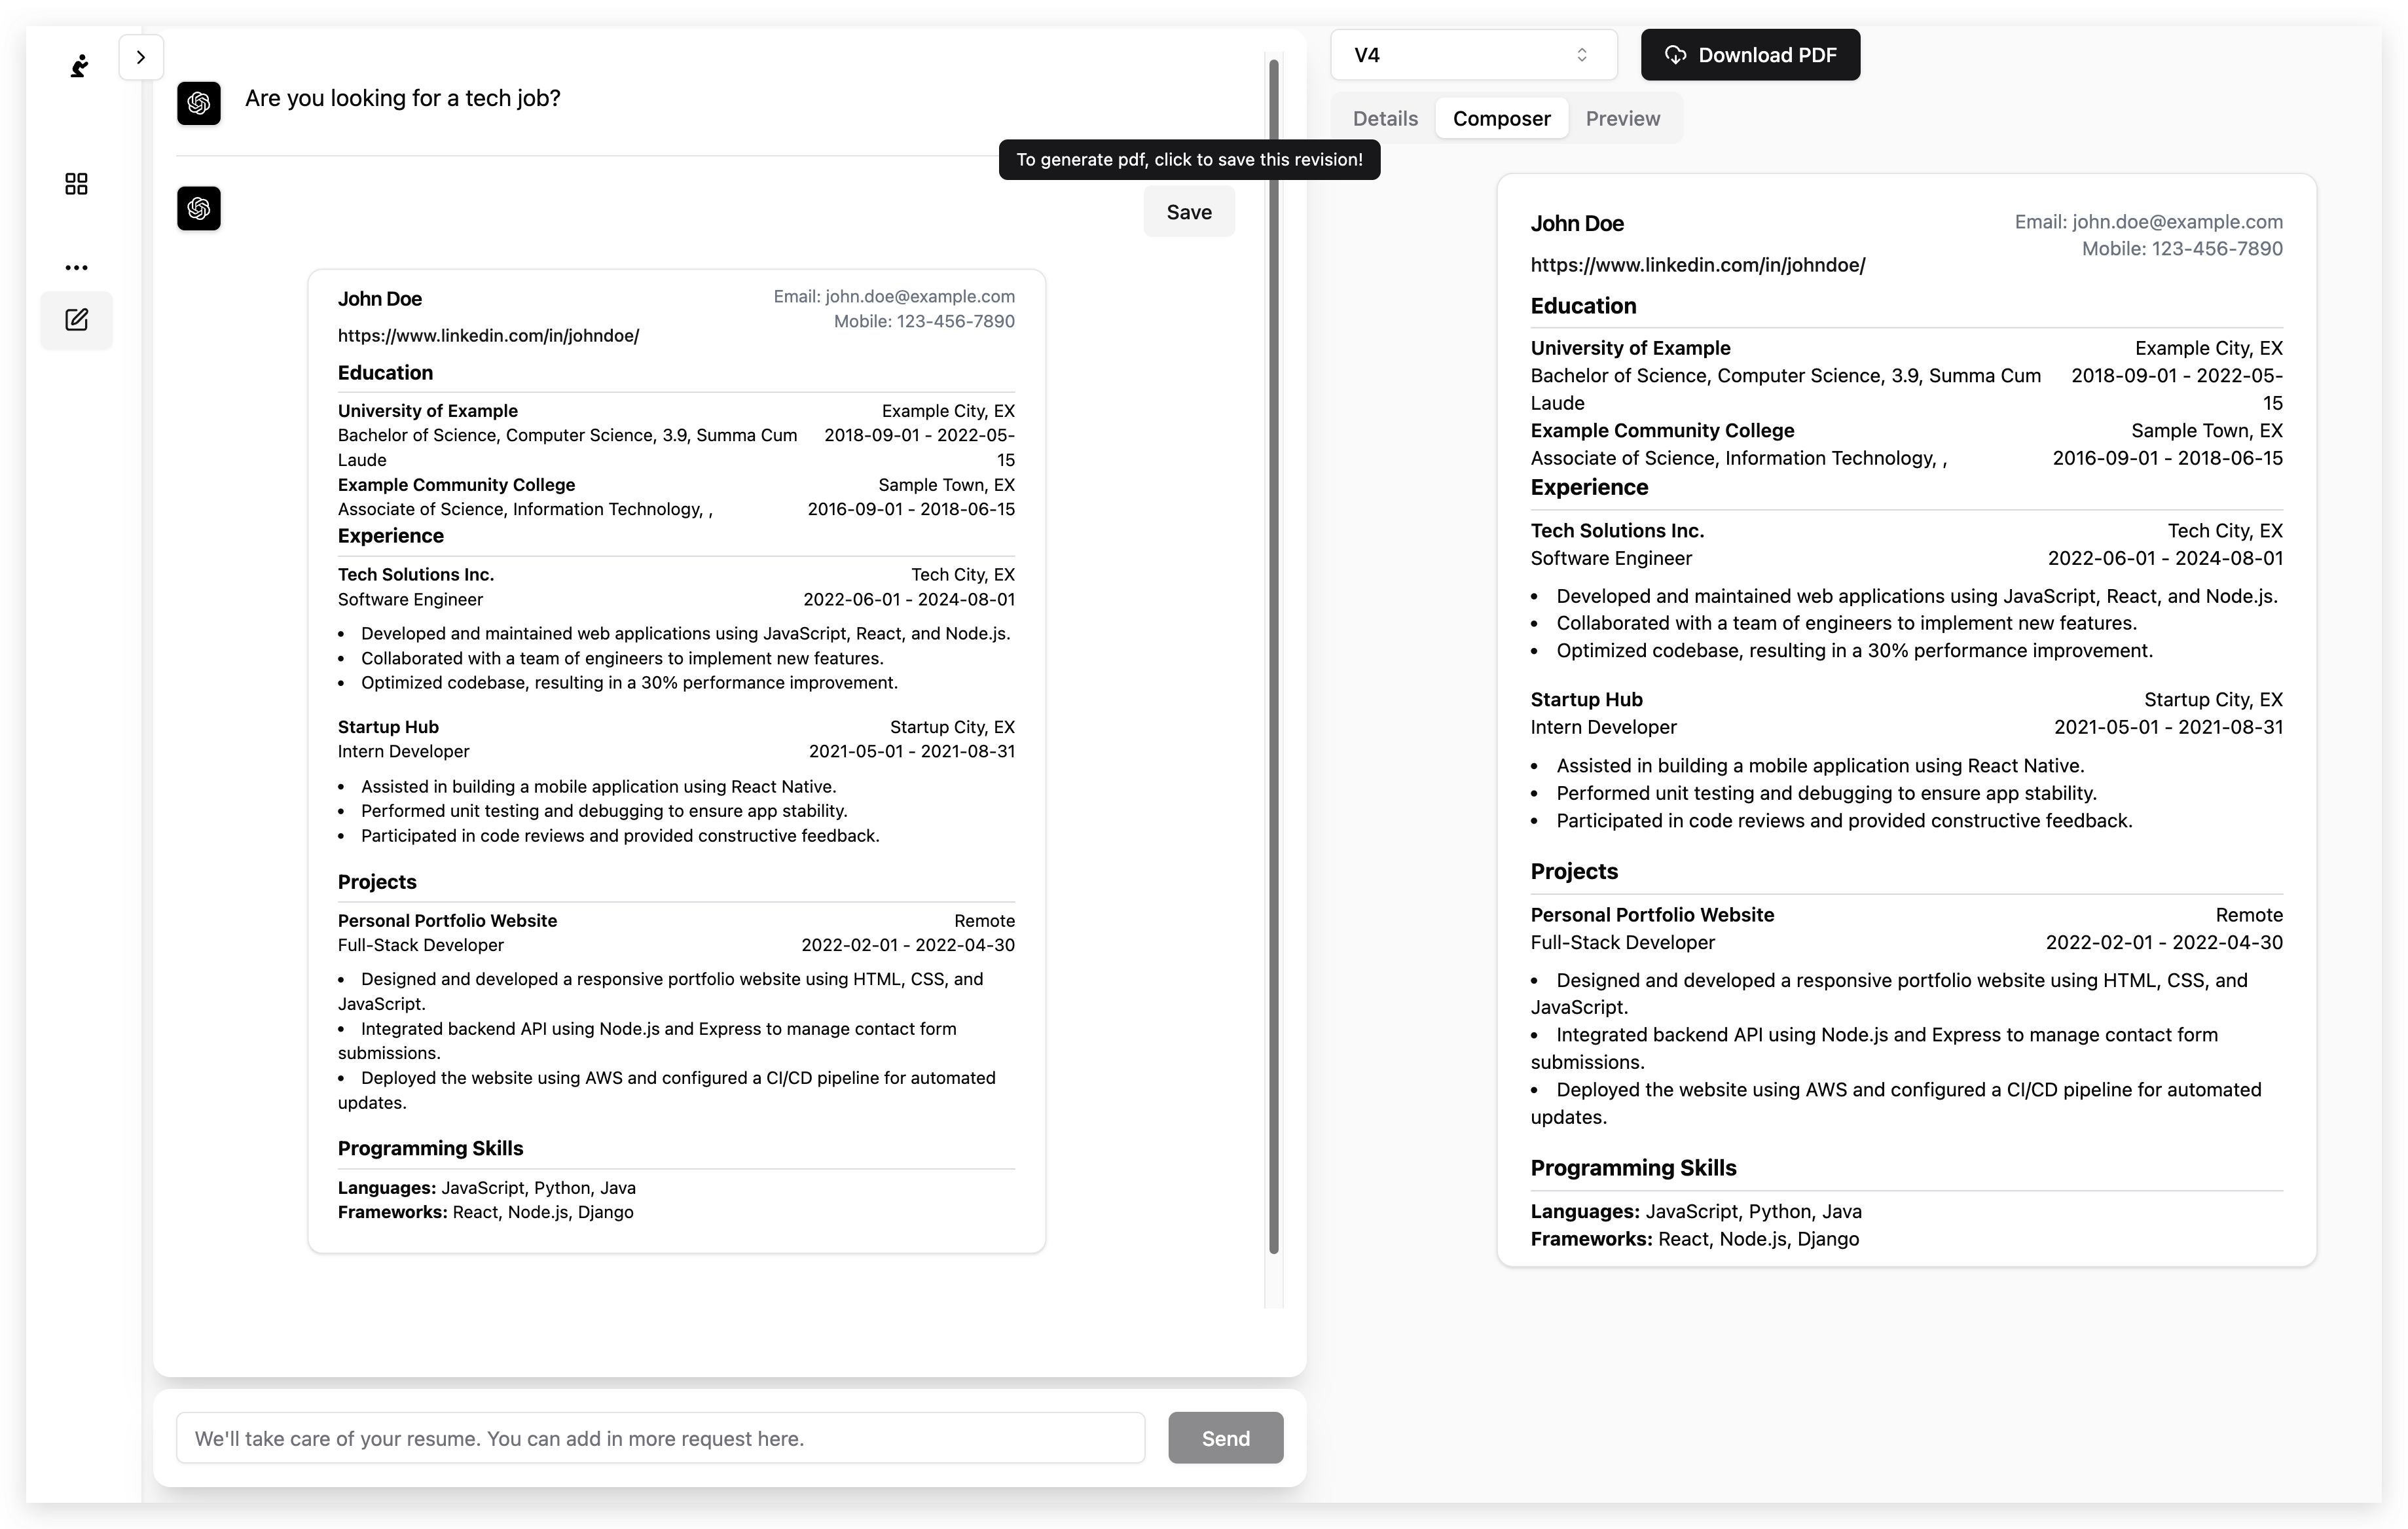 Are you looking for a tech job?
To generate pdf, click to save this revision!
Save
John Doe
Email: john.doe@example.com
Mobile: 123-456-7890
https://www.linkedin.com/in/johndoe/
Education
University of Example Example City, EX
Bachelor of Science, Computer Science, 3.9, Summa Cum 2018-09-01 - 2022-05-
Laude 15
Example Community College Sample Town, EX
Associate of Science, Information Technology, , 2016-09-01 - 2018-06-15
Experience
Tech Solutions Inc. Tech City, EX
Software Engineer 2022-06-01 - 2024-08-01
• Developed and maintained web applications using JavaScript, React, and Node.js.
• Collaborated with a team of engineers to implement new features.
• Optimized codebase, resulting in a 30% performance improvement.
Startup Hub Startup City, EX
Intern Developer 2021-05-01 - 2021-08-31
• Assisted in building a mobile application using React Native.
• Performed unit testing and debugging to ensure app stability.
• Participated in code reviews and provided constructive feedback.
Projects
Personal Portfolio Website Remote
Full-Stack Developer 2022-02-01 - 2022-04-30
• Designed and developed a responsive portfolio website using HTML, CSS, and
JavaScript.
• Integrated backend API using Node.js and Express to manage contact form
submissions.
• Deployed the website using AWS and configured a CI/CD pipeline for automated
updates.
Programming Skills
Languages: JavaScript, Python, Java
Frameworks: React, Node.js, Django
We'll take care of your resume. You can add in more request here.
Send
V4
Download PDF
Details Composer Preview
John Doe
Email: john.doe@example.com
Mobile: 123-456-7890
https://www.linkedin.com/in/johndoe/
Education
University of Example Example City, EX
Bachelor of Science, Computer Science, 3.9, Summa Cum 2018-09-01 - 2022-05-
Laude 15
Example Community College Sample Town, EX
Associate of Science, Information Technology, , 2016-09-01 - 2018-06-15
Experience
Tech Solutions Inc. Tech City, EX
Software Engineer 2022-06-01 - 2024-08-01
• Developed and maintained web applications using JavaScript, React, and Node.js.
• Collaborated with a team of engineers to implement new features.
• Optimized codebase, resulting in a 30% performance improvement.
Startup Hub Startup City, EX
Intern Developer 2021-05-01 - 2021-08-31
• Assisted in building a mobile application using React Native.
• Performed unit testing and debugging to ensure app stability.
• Participated in code reviews and provided constructive feedback.
Projects
Personal Portfolio Website Remote
Full-Stack Developer 2022-02-01 - 2022-04-30
• Designed and developed a responsive portfolio website using HTML, CSS, and
JavaScript.
• Integrated backend API using Node.js and Express to manage contact form
submissions.
• Deployed the website using AWS and configured a CI/CD pipeline for automated
updates.
Programming Skills
Languages: JavaScript, Python, Java
Frameworks: React, Node.js, Django